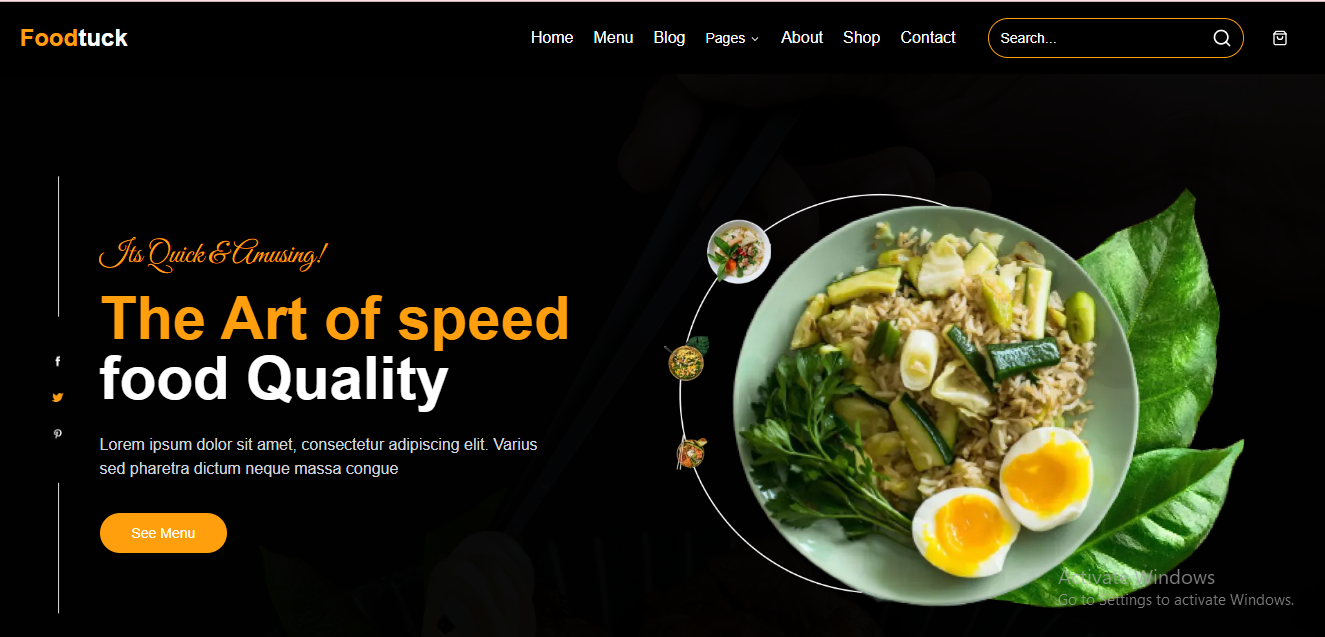 Foodtuck
Home Menu Blog Pages About Shop Contact
Search...
Its Quick & Amusing!
The Art of speed
food Quality
Lorem ipsum dolor sit amet, consectetur adipiscing elit. Varius
sed pharetra dictum neque massa congue
See Menu
Activate Windows
Go to Settings to activate Windows.